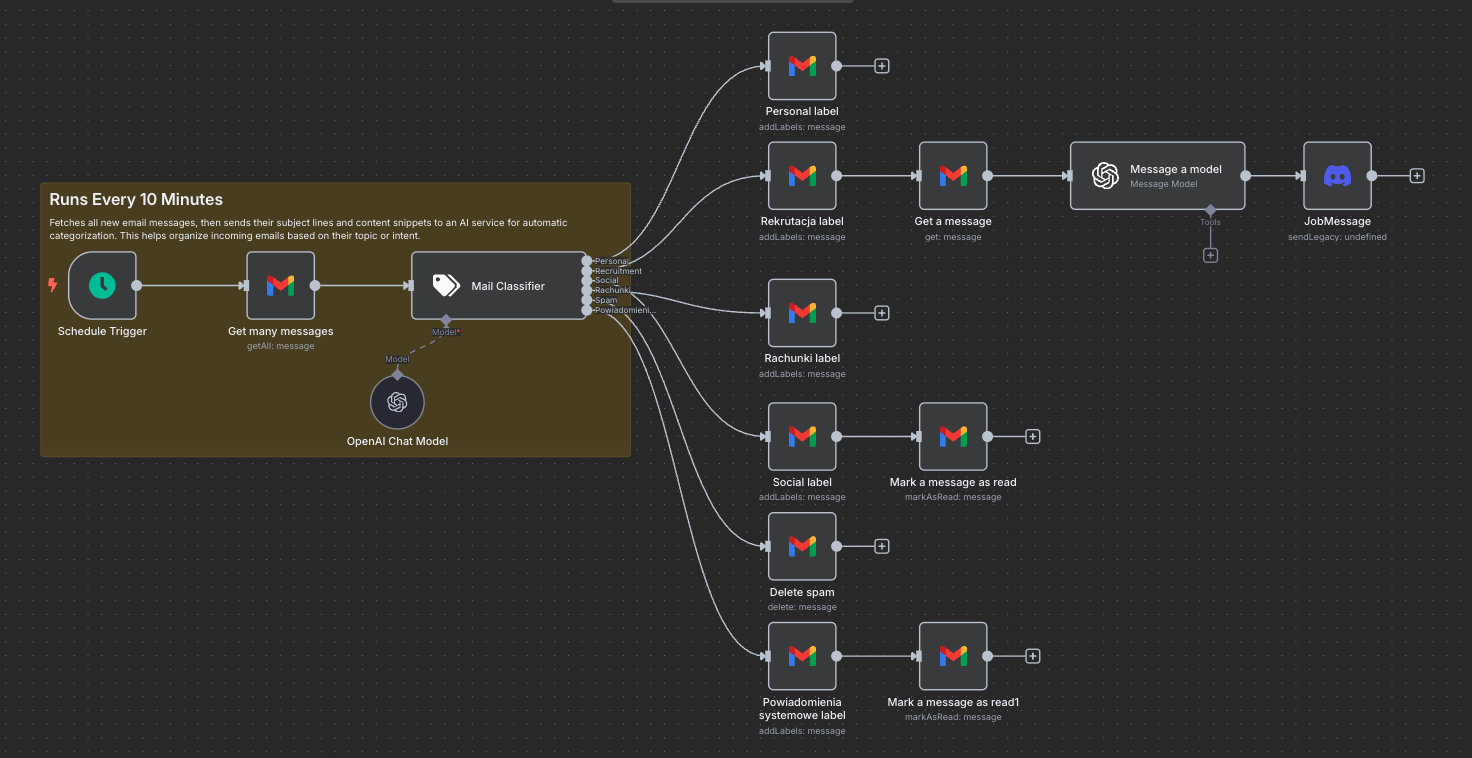 Personal label
addLabels: message
Rekrutacja label
addLabels: message
Get a message
get: message
Message a model
Message Model
Tools
JobMessage
sendLegacy: undefined
Runs Every 10 Minutes
Fetches all new email messages, then sends their subject lines and content snippets to an AI service for automatic
categorization. This helps organize incoming emails based on their topic or intent.
Schedule Trigger
Get many messages
getAll: message
Mail Classifier
Personal
Recruitment
Social
Rachunki
Spam
Powiadomieni...
Model*
Model
OpenAI Chat Model
Rachunki label
addLabels: message
Social label
addLabels: message
Mark a message as read
markAsRead: message
Delete spam
delete: message
Powiadomienia
systemowe label
addLabels: message
Mark a message as read1
markAsRead: message